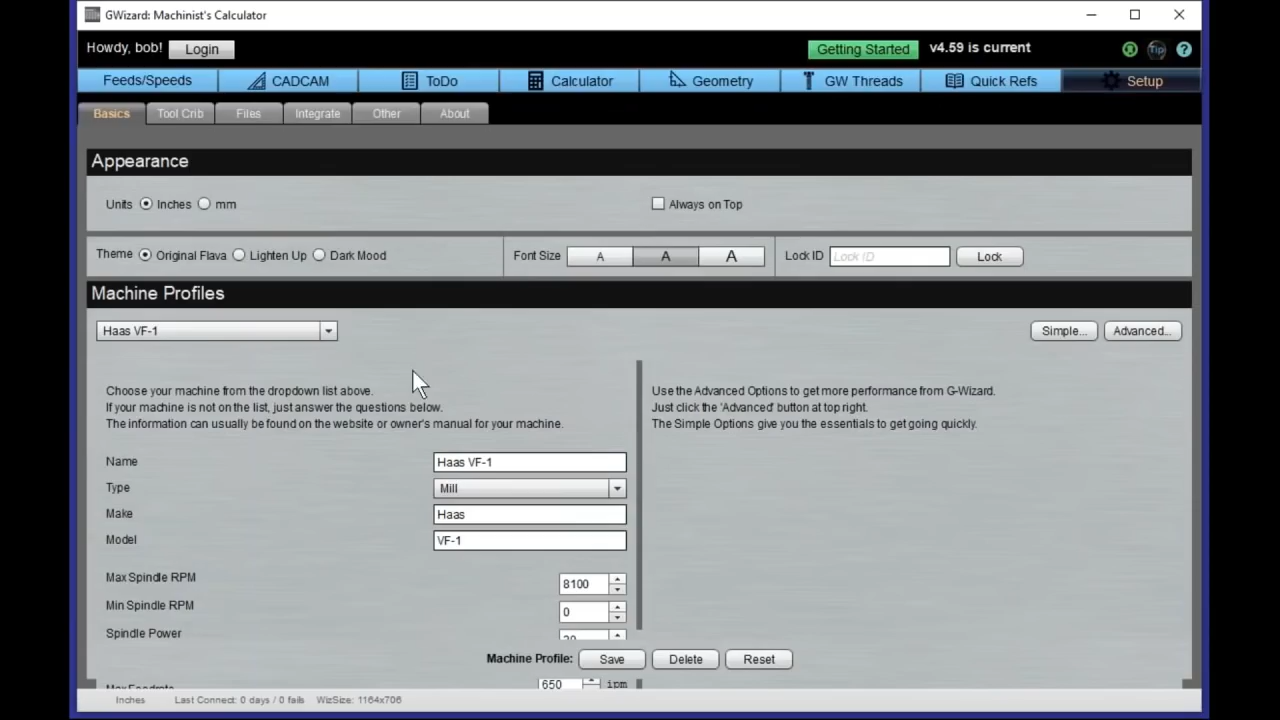 GWizard: Machinist's Calculator
Howdy, bob! Login Getting Started v4.59 is current Tip ?
Feeds/Speeds CADCAM ToDo Calculator Geometry GW Threads Quick Refs Setup
Basics Tool Crib Files Integrate Other About
Appearance
Units Inches mm Always on Top
Theme Original Flava Lighten Up Dark Mood Font Size A A A Lock ID Lock ID Lock
Machine Profiles
Haas VF-1 Simple... Advanced...
Choose your machine from the dropdown list above.
If your machine is not on the list, just answer the questions below.
The information can usually be found on the website or owner's manual for your machine.
Use the Advanced Options to get more performance from G-Wizard.
Just click the 'Advanced' button at top right.
The Simple Options give you the essentials to get going quickly.
Name Haas VF-1
Type Mill
Make Haas
Model VF-1
Max Spindle RPM 8100
Min Spindle RPM 0
Spindle Power
Machine Profile: Save Delete Reset
Max Feedrate 650 ipm
Inches Last Connect: 0 days / 0 fails WizSize: 1164x706